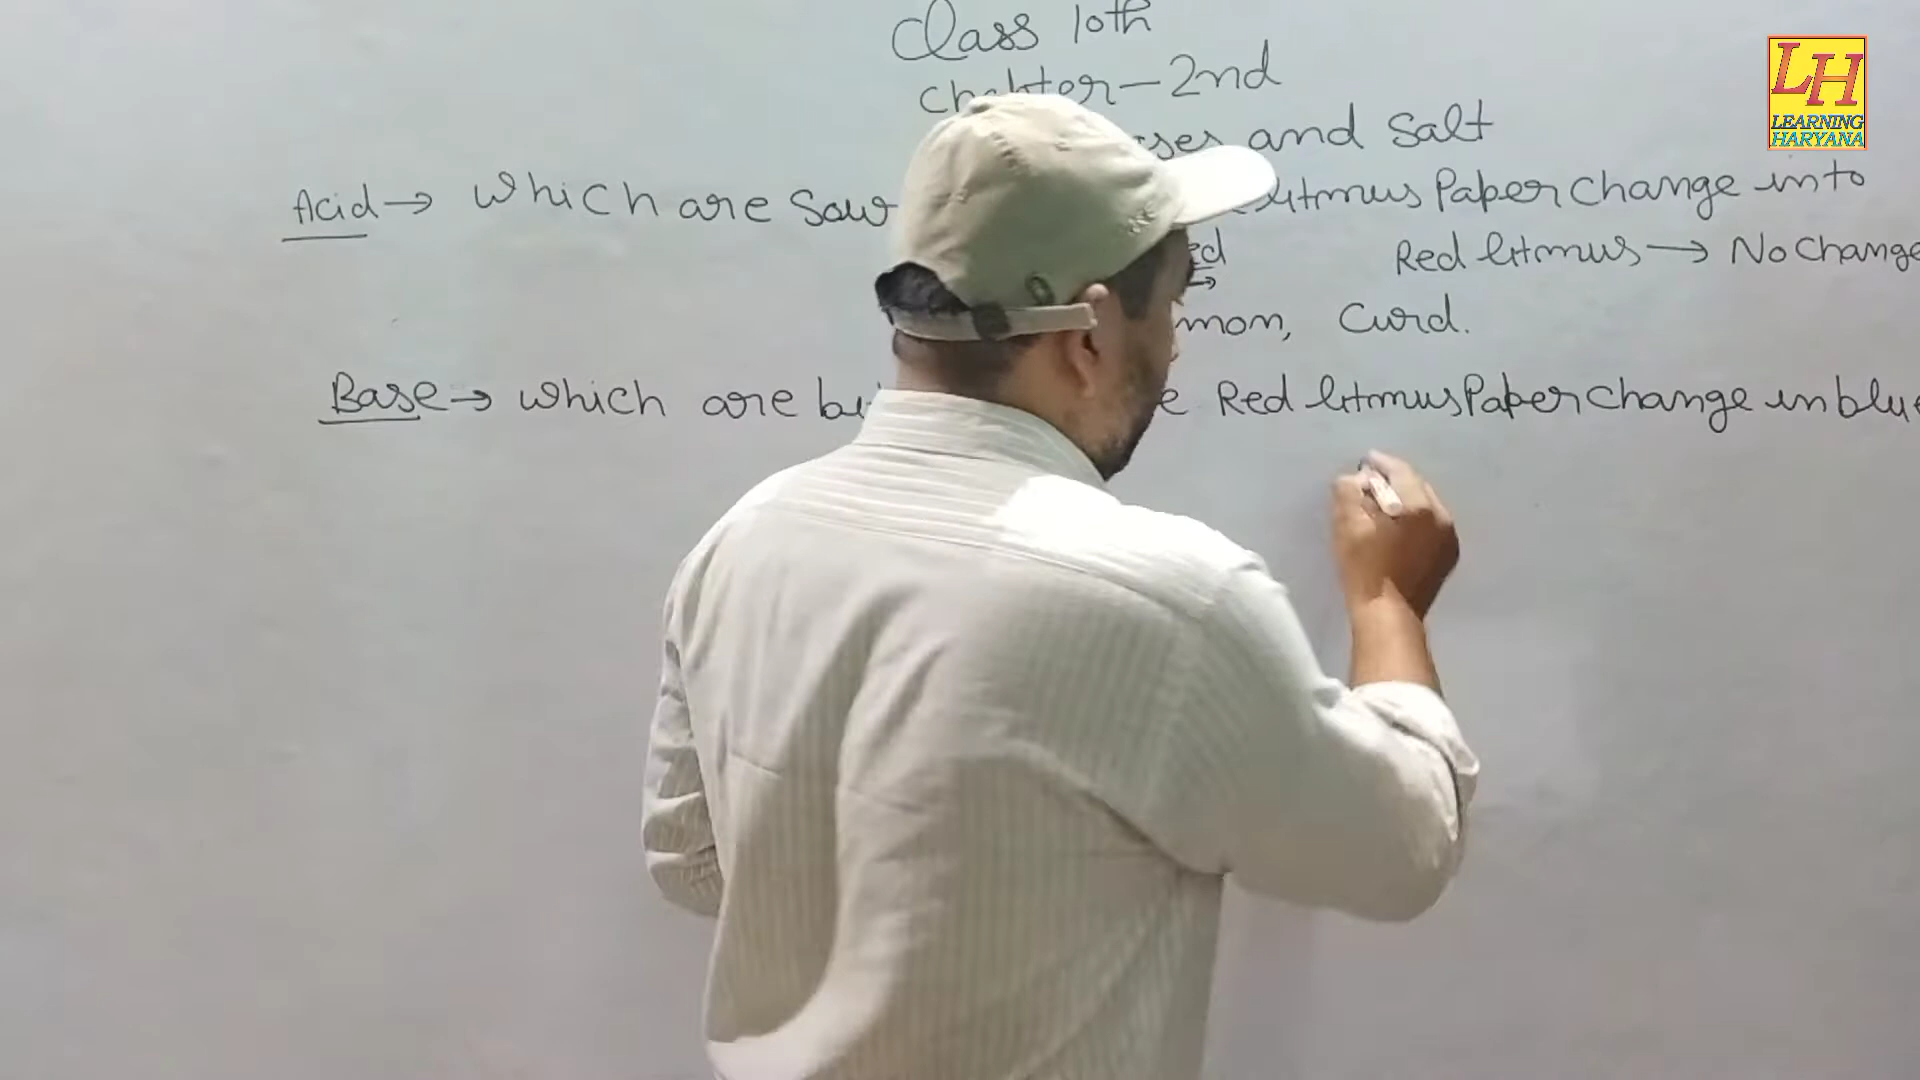 Class 10th
Chapter-2nd
and Salt
Acid → which are Sour litmus Paper change into
Red litmus → No change
Curd.
Base → which are Red litmus Paper change in blue
LH
LEARNING
HARYANA